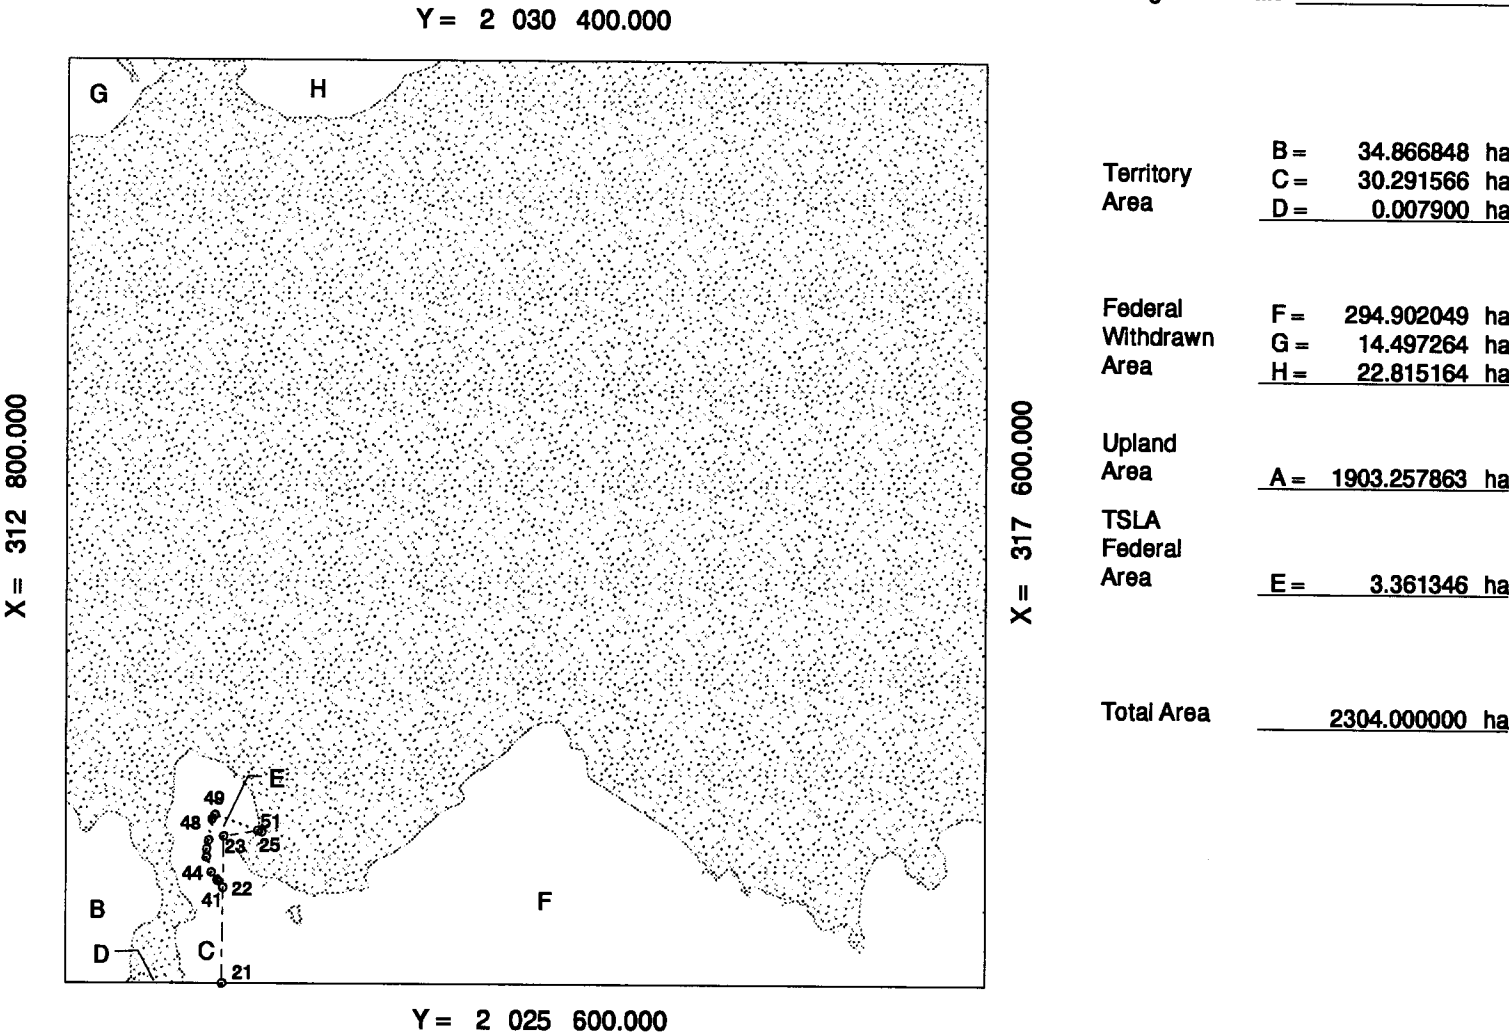 Y = 2 030 400.000
G
H
X = 312 800.000
X = 317 600.000
E
49
48
51
23
25
44
22
41
B
F
D
C
21
Y = 2 025 600.000
Territory
Area
B = 34.866848 ha
C = 30.291566 ha
D = 0.007900 ha
Federal
Withdrawn
Area
F = 294.902049 ha
G = 14.497264 ha
H = 22.815164 ha
Upland
Area
A = 1903.257863 ha
TSLA
Federal
Area
E = 3.361346 ha
Total Area 2304.000000 ha